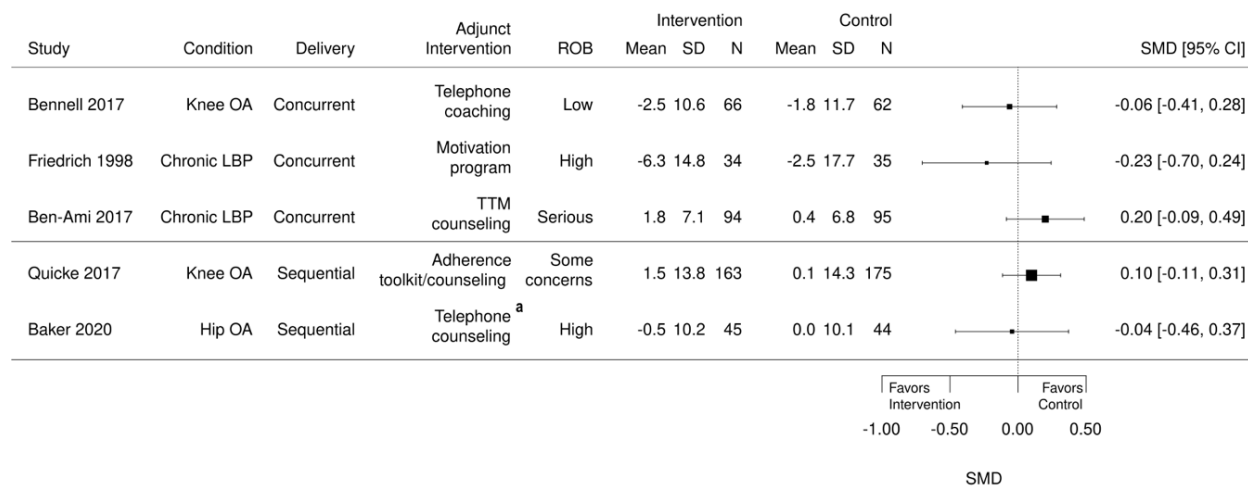 Intervention Control
Adjunct
Study Condition Delivery Intervention ROB Mean SD N Mean SD N SMD [95% CI]
Telephone
Bennell 2017 Knee OA Concurrent coaching Low -2.5 10.6 66 -1.8 11.7 62 -0.06 [-0.41, 0.28]
Motivation
Friedrich 1998 Chronic LBP Concurrent program High -6.3 14.8 34 -2.5 17.7 35 -0.23 [-0.70, 0.24]
TTM
Ben-Ami 2017 Chronic LBP Concurrent counseling Serious 1.8 7.1 94 0.4 6.8 95 0.20 [-0.09, 0.49]
Adherence Some
Quicke 2017 Knee OA Sequential toolkit/counseling concerns 1.5 13.8 163 0.1 14.3 175 0.10 [-0.11, 0.31]
Telephone a
Baker 2020 Hip OA Sequential counseling High -0.5 10.2 45 0.0 10.1 44 -0.04 [-0.46, 0.37]
Favors Favors
Intervention Control
-1.00 -0.50 0.00 0.50
SMD